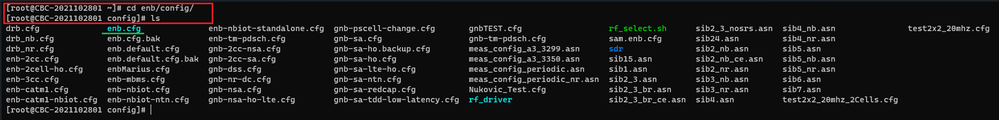 [root@CBC-2021102801 ~]# cd enb/config/
[root@CBC-2021102801 config]# ls
drb.cfg enb.cfg enb-nbiot-standalone.cfg gnb-pscell-change.cfg gnbTEST.cfg rf_select.sh sib2_3_nosrs.asn sib4_nb.asn test2x2_20mhz.cfg
drb_nb.cfg enb.cfg.bak enb-tm-pdsch.cfg gnb-sa.cfg gnb-tm-pdsch.cfg sam.enb.cfg sib24.asn sib4_nr.asn
drb_nr.cfg enb.default.cfg gnb-2cc-nsa.cfg gnb-sa-ho.backup.cfg meas_config_a3_3299.asn sdr sib2_nb.asn sib5.asn
enb-2cc.cfg enb.default.cfg.bak gnb-2cc-sa.cfg gnb-sa-ho.cfg meas_config_a3_3350.asn sib15.asn sib2_nb_ce.asn sib5_nb.asn
enb-2cell-ho.cfg enbMarius.cfg gnb-dss.cfg gnb-sa-lte-ho.cfg meas_config_periodic.asn sib1.asn sib2_nr.asn sib5_nr.asn
enb-3cc.cfg enb-mbms.cfg gnb-nr-dc.cfg gnb-sa-ntn.cfg meas_config_periodic_nr.asn sib2_3.asn sib3_nb.asn sib6.asn
enb-catm1.cfg enb-nbiot.cfg gnb-nsa.cfg gnb-sa-redcap.cfg Nukovic_Test.cfg sib2_3_br.asn sib3_nr.asn sib7.asn
enb-catm1-nbiot.cfg enb-nbiot-ntn.cfg gnb-nsa-ho-lte.cfg gnb-sa-tdd-low-latency.cfg rf_driver sib2_3_br_ce.asn sib4.asn test2x2_20mhz_2Cells.cfg
[root@CBC-2021102801 config]#